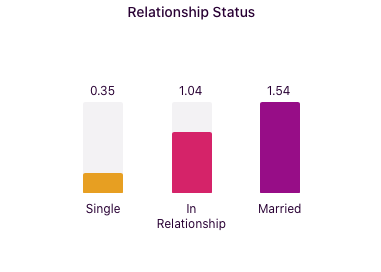 Relationship Status
0.35 1.04 1.54
Single In Relationship Married